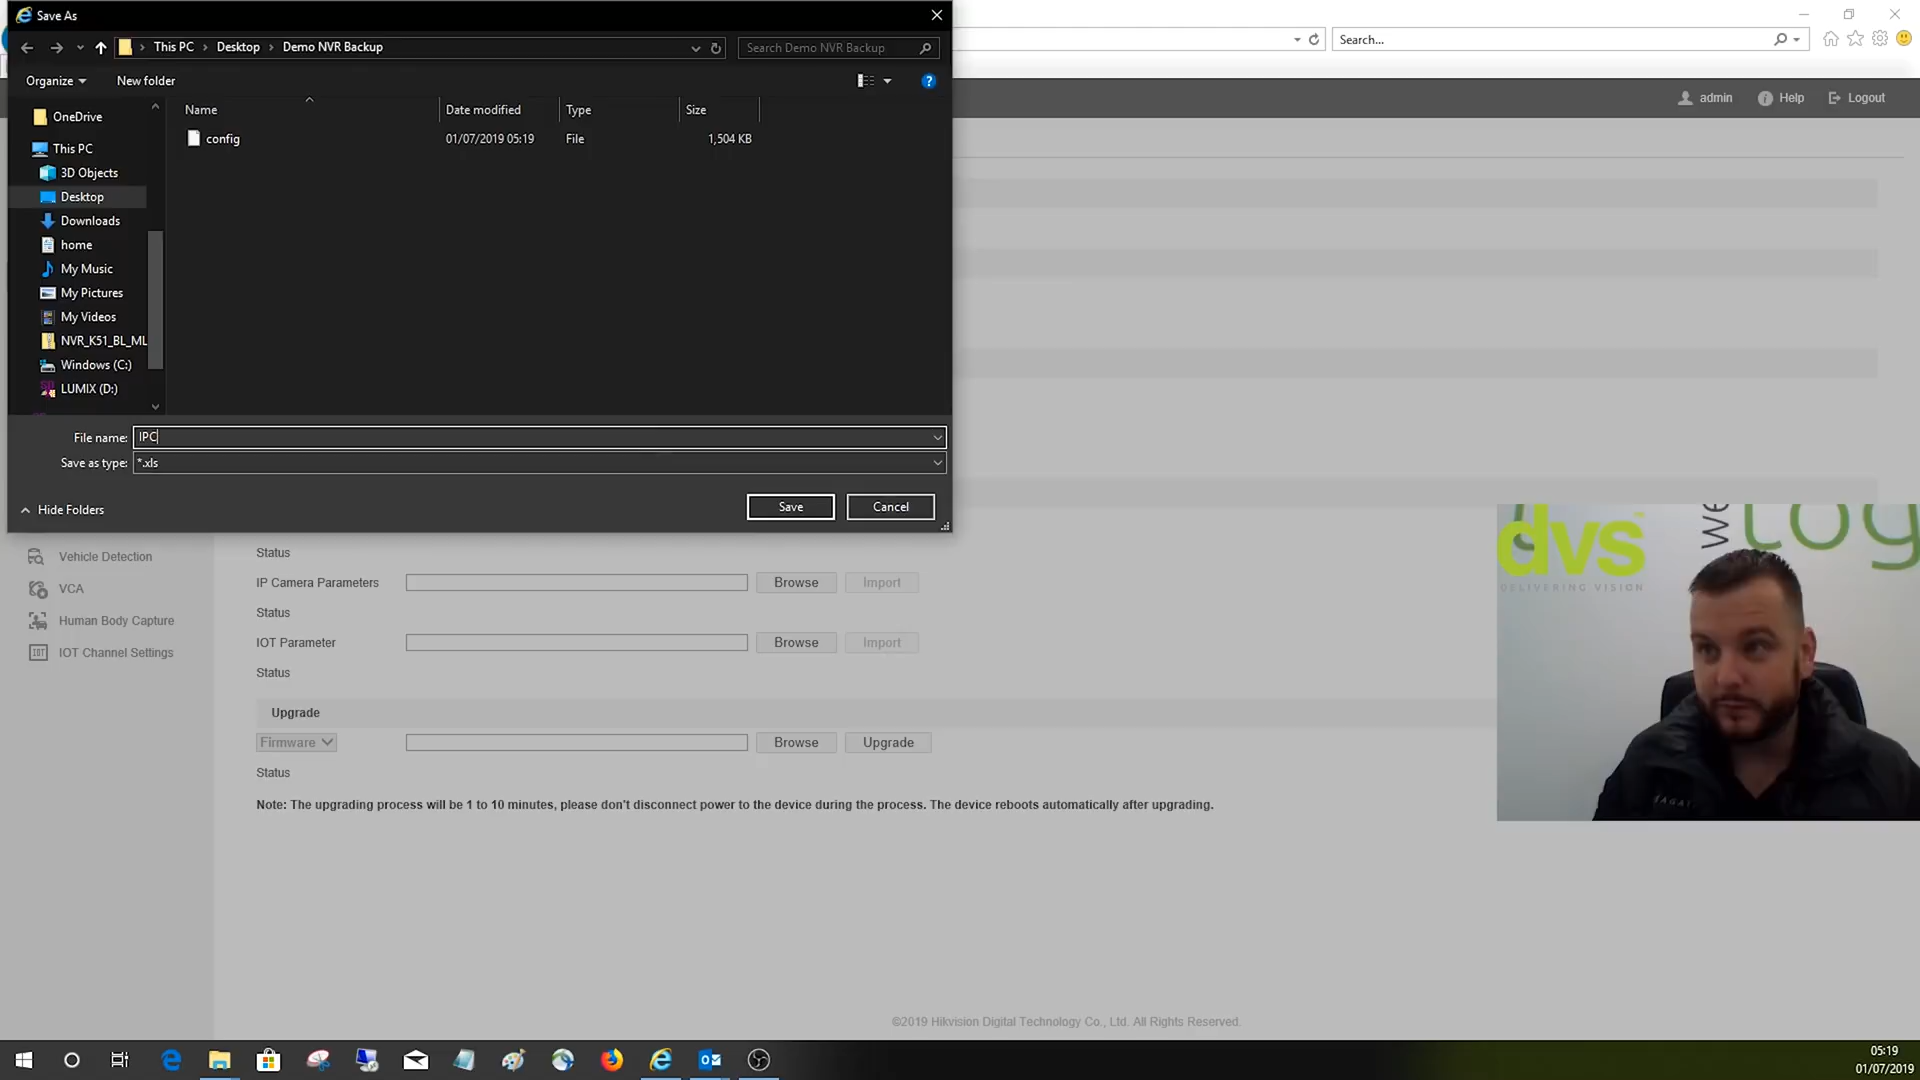 Save As
This PC > Desktop > Demo NVR Backup
Search Demo NVR Backup
Search...
Organize
New folder
admin
Help
Logout
Name
Date modified
Type
Size
config
01/07/2019 05:19
File
1,504 KB
OneDrive
This PC
3D Objects
Desktop
Downloads
home
My Music
My Pictures
My Videos
NVR_K51_BL_ML
Windows (C:)
LUMIX (D:)
File name: IPC
Save as type: *.xls
Hide Folders
Save
Cancel
Vehicle Detection
VCA
Human Body Capture
IOT Channel Settings
Status
IP Camera Parameters
Browse
Import
Status
IOT Parameter
Browse
Import
Status
Upgrade
Firmware
Browse
Upgrade
Status
Note: The upgrading process will be 1 to 10 minutes, please don't disconnect power to the device during the process. The device reboots automatically after upgrading.
dvs
DELIVERING VISION
we
log
©2019 Hikvision Digital Technology Co., Ltd. All Rights Reserved.
05:19
01/07/2019